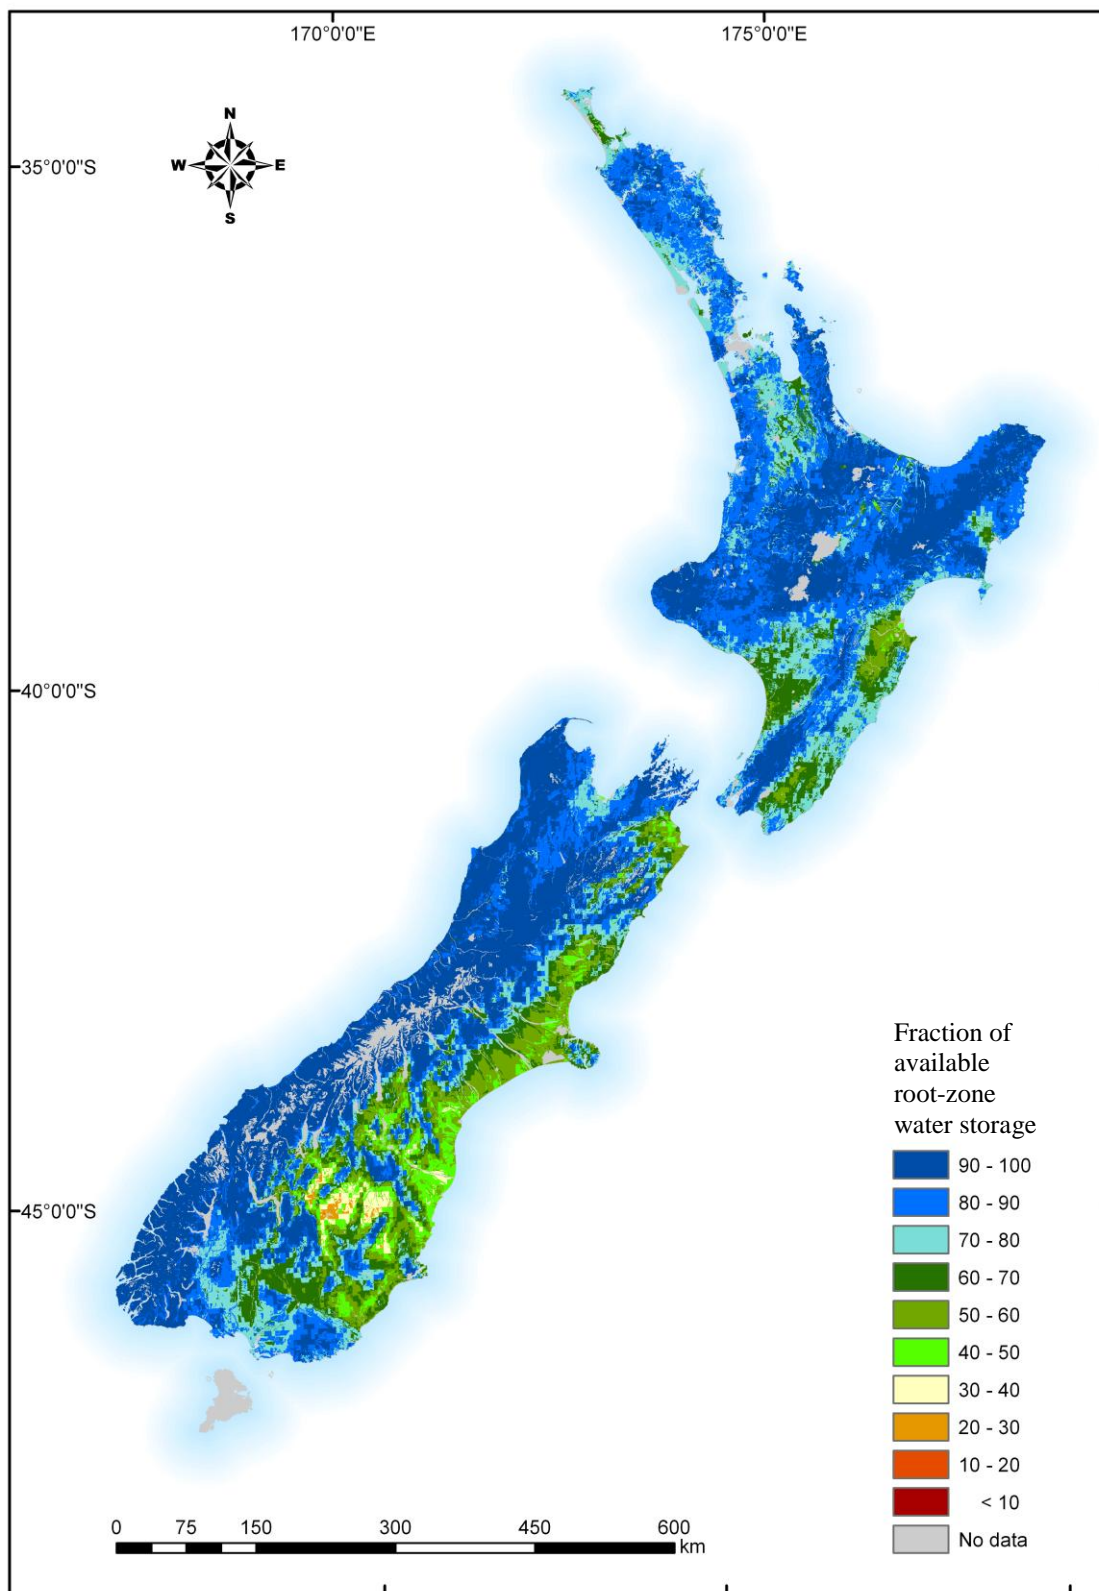 170°0'0"E
175°0'0"E
N
W
E
S
35°0'0"S
40°0'0"S
45°0'0"S
Fraction of
available
root-zone
water storage
90 - 100
80 - 90
70 - 80
60 - 70
50 - 60
40 - 50
30 - 40
20 - 30
10 - 20
< 10
No data
0 75 150 300 450 600
km